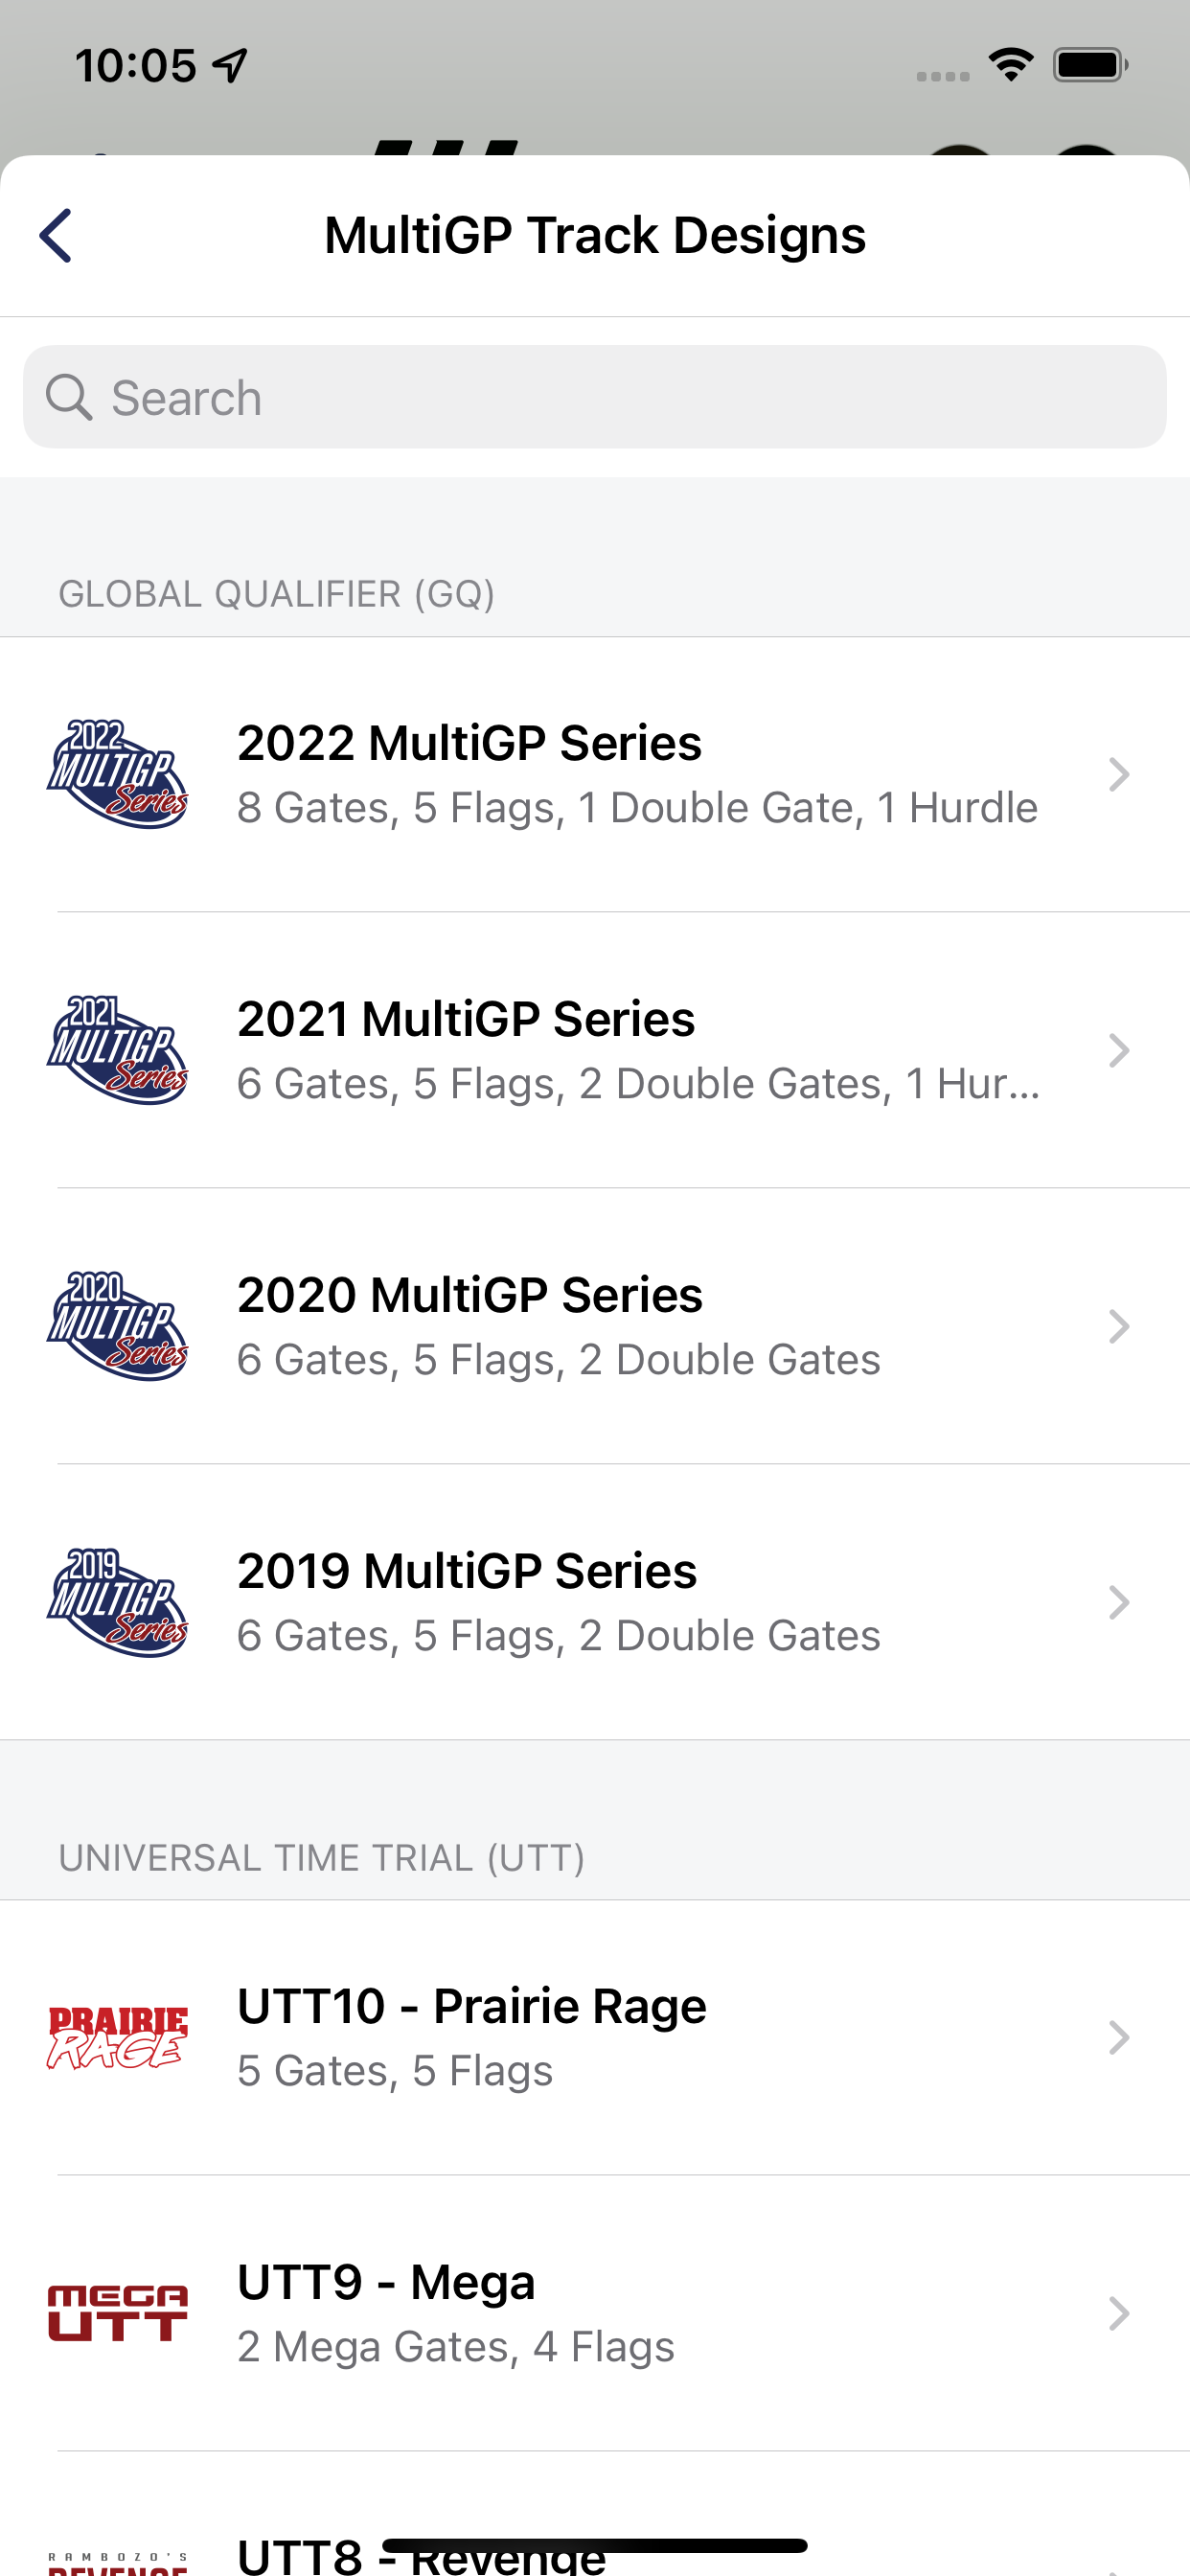 10:05
MultiGP Track Designs
Search
GLOBAL QUALIFIER (GQ)
2022
MULTIGP
Series
2022 MultiGP Series
8 Gates, 5 Flags, 1 Double Gate, 1 Hurdle
2021
MULTIGP
Series
2021 MultiGP Series
6 Gates, 5 Flags, 2 Double Gates, 1 Hur...
2020
MULTIGP
Series
2020 MultiGP Series
6 Gates, 5 Flags, 2 Double Gates
2019
MULTIGP
Series
2019 MultiGP Series
6 Gates, 5 Flags, 2 Double Gates
UNIVERSAL TIME TRIAL (UTT)
PRAIRIE
RAGE
UTT10 - Prairie Rage
5 Gates, 5 Flags
MEGA
UTT
UTT9 - Mega
2 Mega Gates, 4 Flags
RAMBOZO'S
REVENGE
UTT8 - Revenge